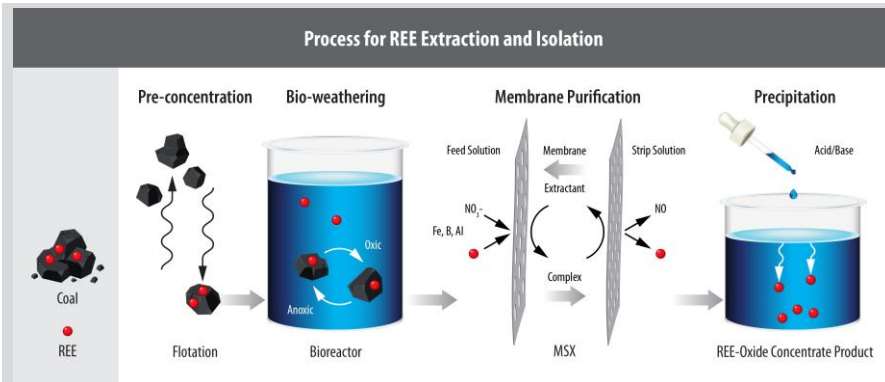 Process for REE Extraction and Isolation
Pre-concentration
Bio-weathering
Membrane Purification
Precipitation
Feed Solution
Membrane
Strip Solution
Acid/Base
Extractant
NO3-
NO
Fe, B, Al
Oxic
Anoxic
Complex
Coal
REE
Flotation
Bioreactor
MSX
REE-Oxide Concentrate Product